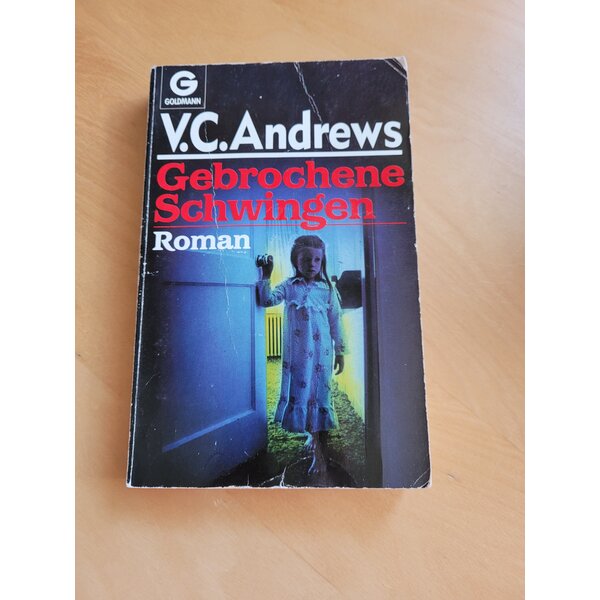 G
GOLDMANN
V.C. Andrews
Gebrochene
Schwingen
Roman